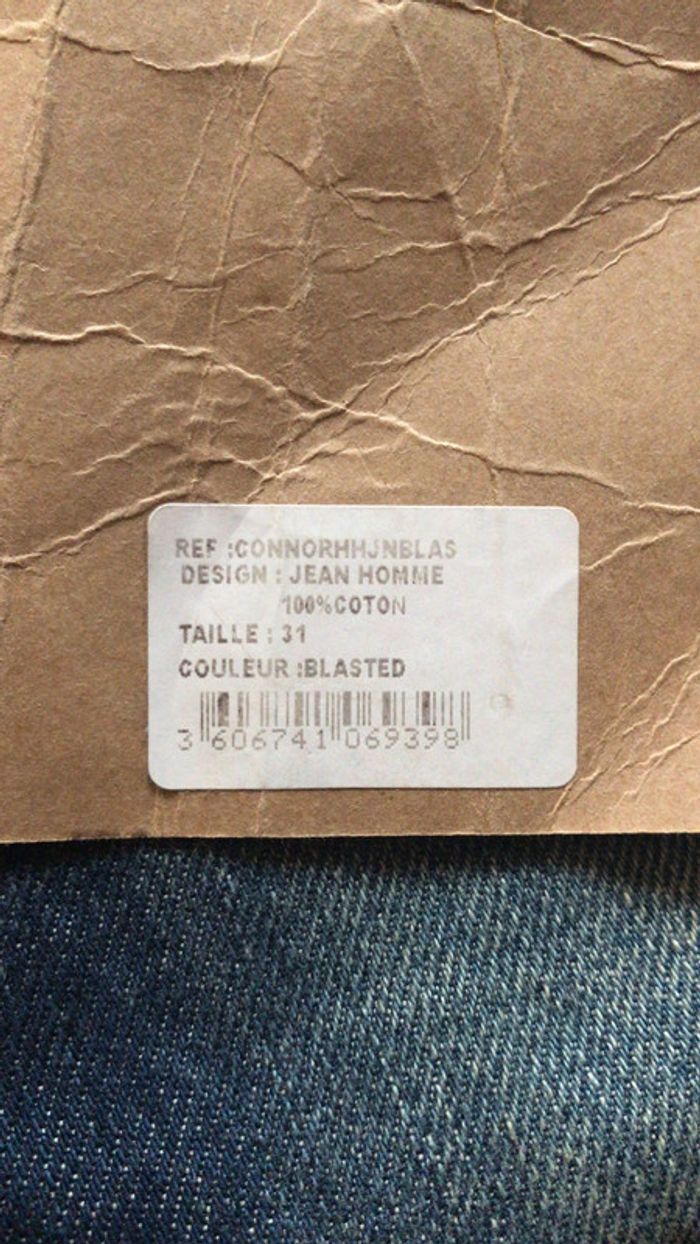 REF :CONNORHHJNBLAS
DESIGN : JEAN HOMME
100%COTON
TAILLE : 31
COULEUR :BLASTED
3 606741 069398